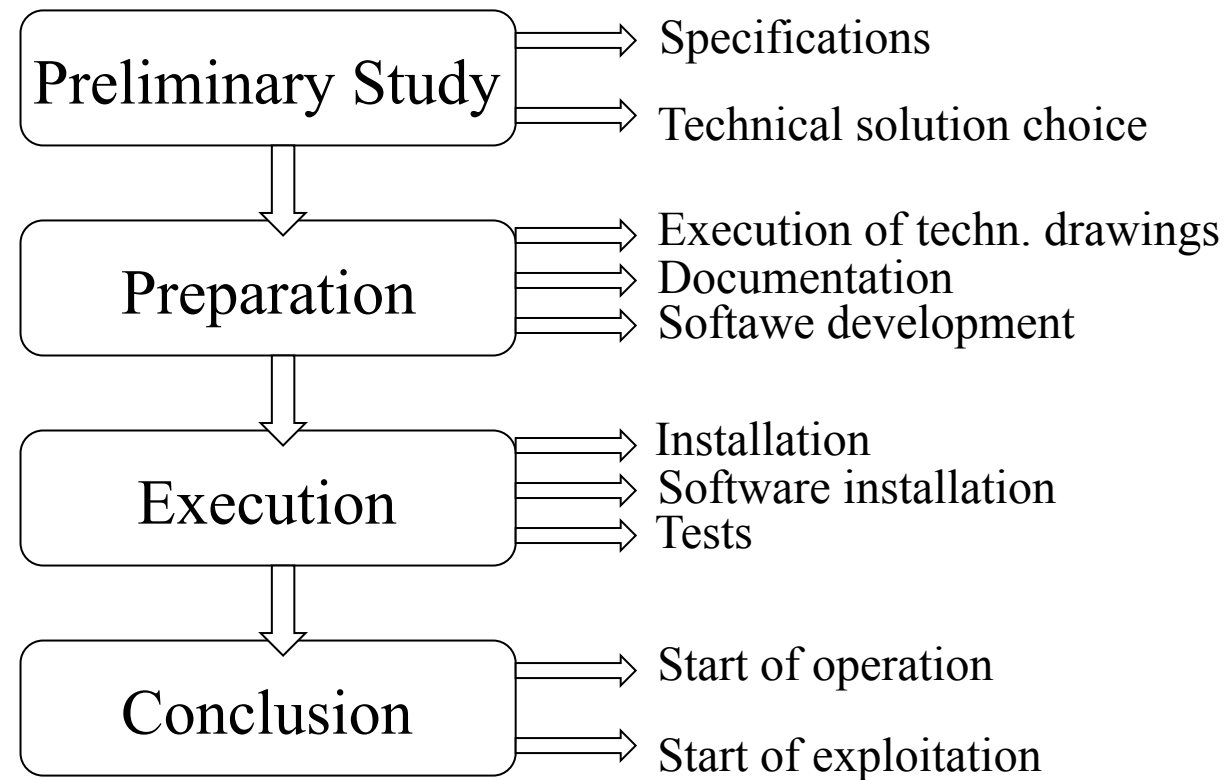 Preliminary Study
Specifications
Technical solution choice
Preparation
Execution of techn. drawings
Documentation
Softawe development
Execution
Installation
Software installation
Tests
Conclusion
Start of operation
Start of exploitation